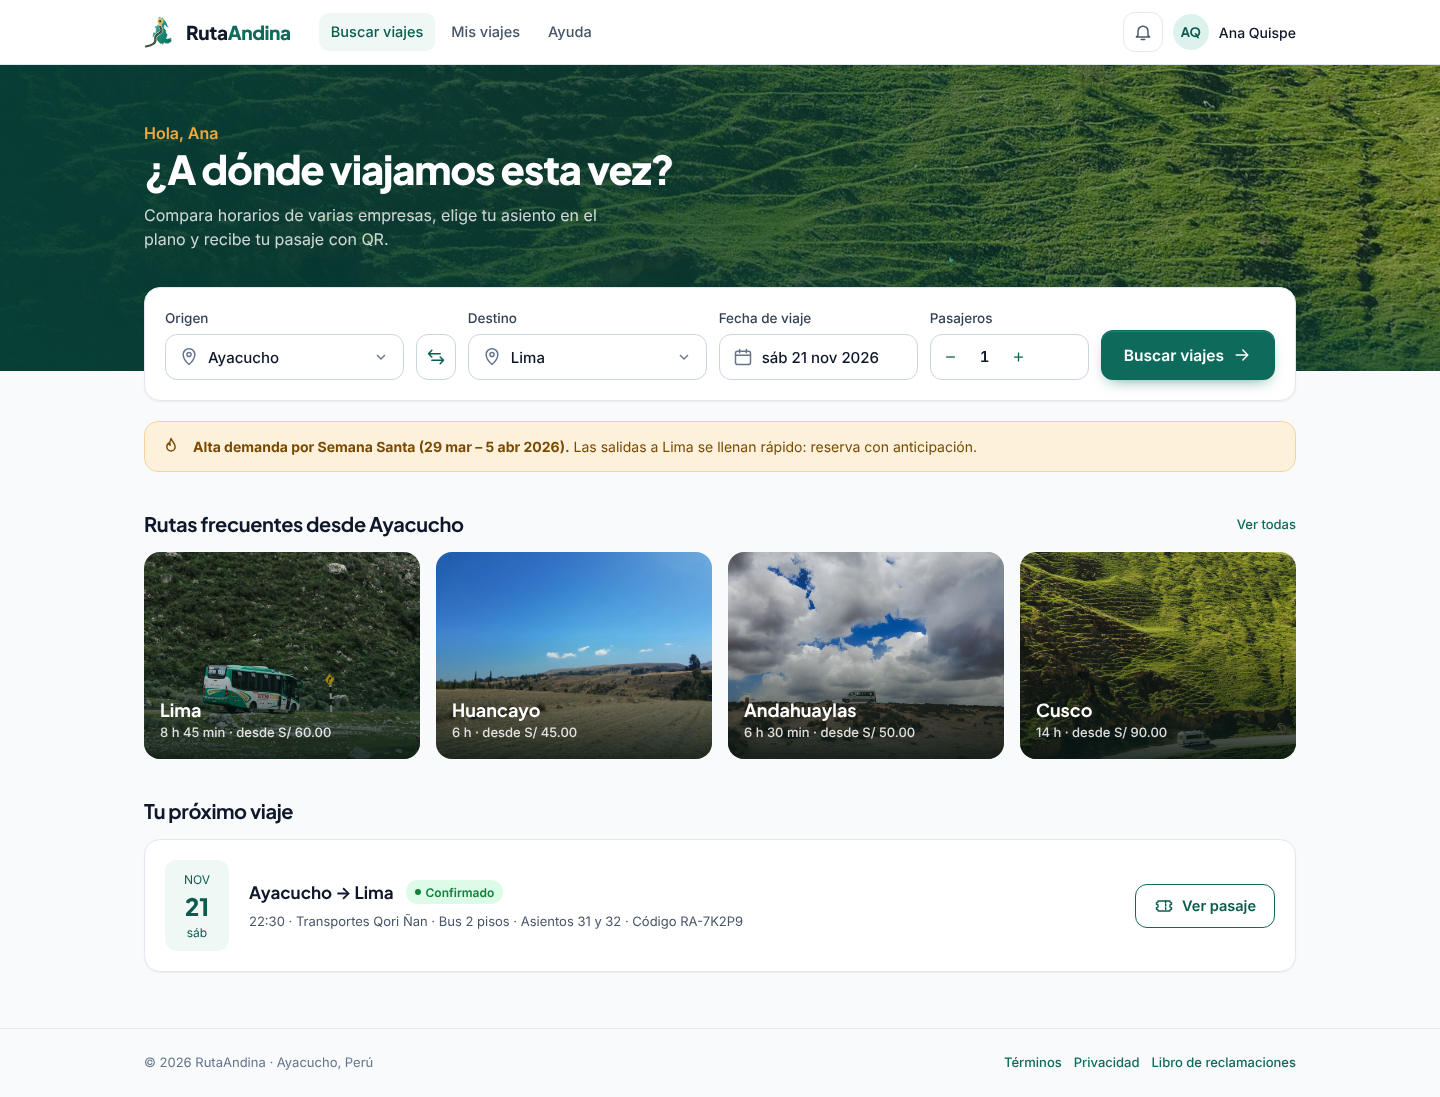 RutaAndina
Buscar viajes
Mis viajes
Ayuda
AQ
Ana Quispe
Hola, Ana
¿A dónde viajamos esta vez?
Compara horarios de varias empresas, elige tu asiento en el
plano y recibe tu pasaje con QR.
Origen
Ayacucho
Destino
Lima
Fecha de viaje
sáb 21 nov 2026
Pasajeros
− 1 +
Buscar viajes →
Alta demanda por Semana Santa (29 mar – 5 abr 2026). Las salidas a Lima se llenan rápido: reserva con anticipación.
Rutas frecuentes desde Ayacucho
Ver todas
Lima
8 h 45 min · desde S/ 60.00
Huancayo
6 h · desde S/ 45.00
Andahuaylas
6 h 30 min · desde S/ 50.00
Cusco
14 h · desde S/ 90.00
Tu próximo viaje
NOV
21
sáb
Ayacucho → Lima
Confirmado
22:30 · Transportes Qori Ñan · Bus 2 pisos · Asientos 31 y 32 · Código RA-7K2P9
Ver pasaje
© 2026 RutaAndina · Ayacucho, Perú
Términos
Privacidad
Libro de reclamaciones